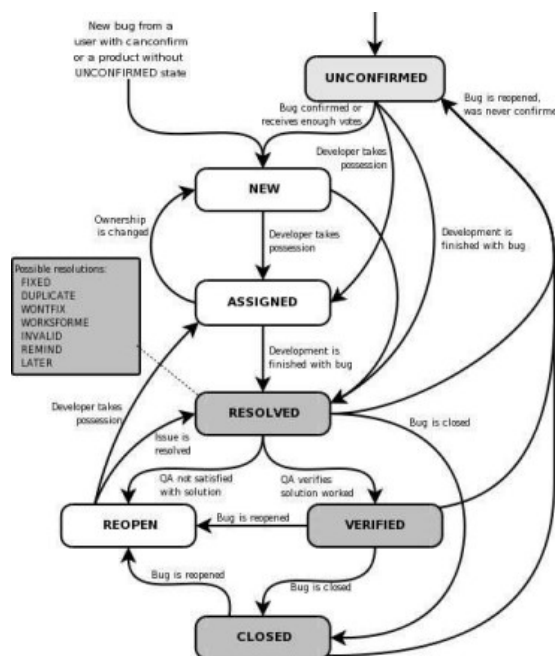 New bug from a
user with canconfirm
or a product without
UNCONFIRMED state
UNCONFIRMED
Bug confirmed or
receives enough votes
Bug is reopened,
was never confirme
Developer takes
possession
NEW
Ownership
is changed
Developer takes
possession
Development is
finished with bug
Possible resolutions:
FIXED
DUPLICATE
WONTFIX
WORKSFORME
INVALID
REMIND
LATER
ASSIGNED
Development is
finished with bug
Developer takes
possession
RESOLVED
Issue is
resolved
Bug is closed
QA not satisfied
with solution
QA verifies
solution worked
REOPEN
Bug is reopened
VERIFIED
Bug is reopened
Bug is closed
CLOSED